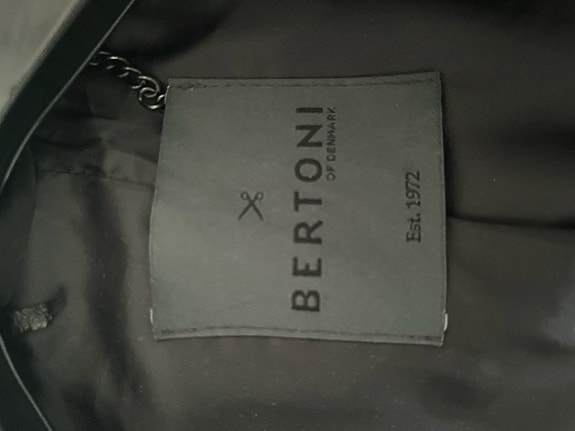 BERTONI
OF DENMARK
Est. 1972